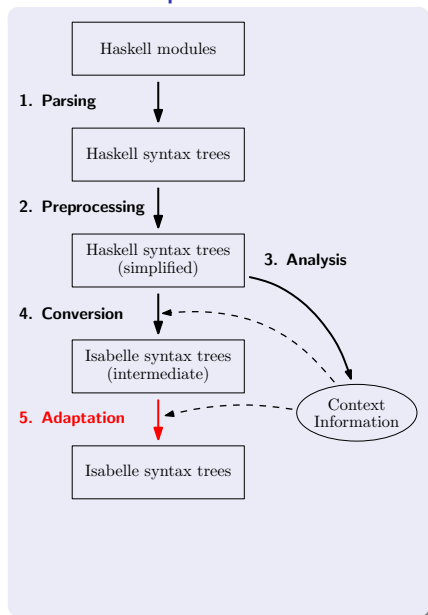 Haskell modules
1. Parsing
Haskell syntax trees
2. Preprocessing
Haskell syntax trees
(simplified)
3. Analysis
4. Conversion
Isabelle syntax trees
(intermediate)
Context
Information
5. Adaptation
Isabelle syntax trees